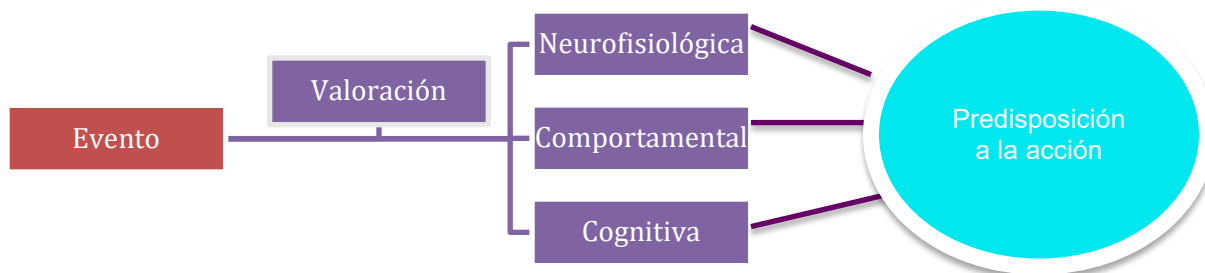 Evento
Valoración
Neurofisiológica
Comportamental
Cognitiva
Predisposición
a la acción